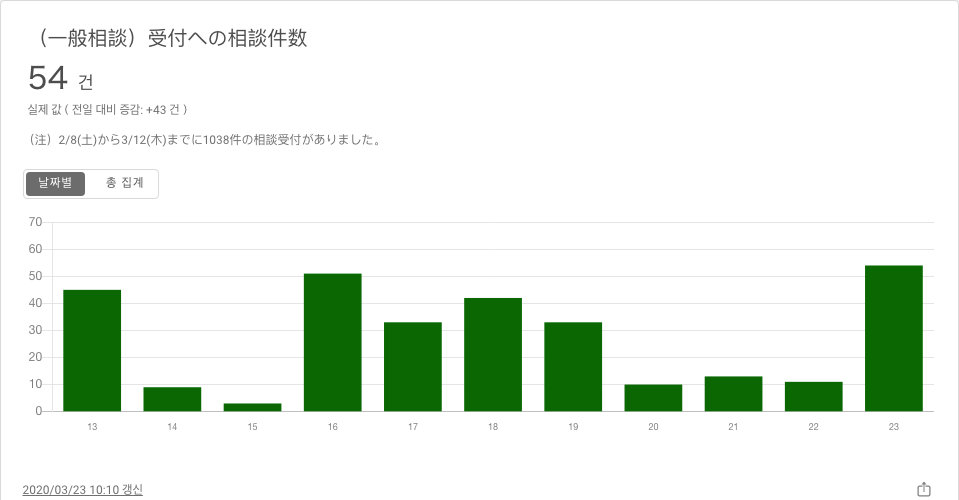 （一般相談）受付への相談件数
54 건
실제 값 ( 전일 대비 증감: +43 건 )
（注）2/8(土)から3/12(木)までに1038件の相談受付がありました。
날짜별 총 집계
70
60
50
40
30
20
10
0
13 14 15 16 17 18 19 20 21 22 23
2020/03/23 10:10 갱신